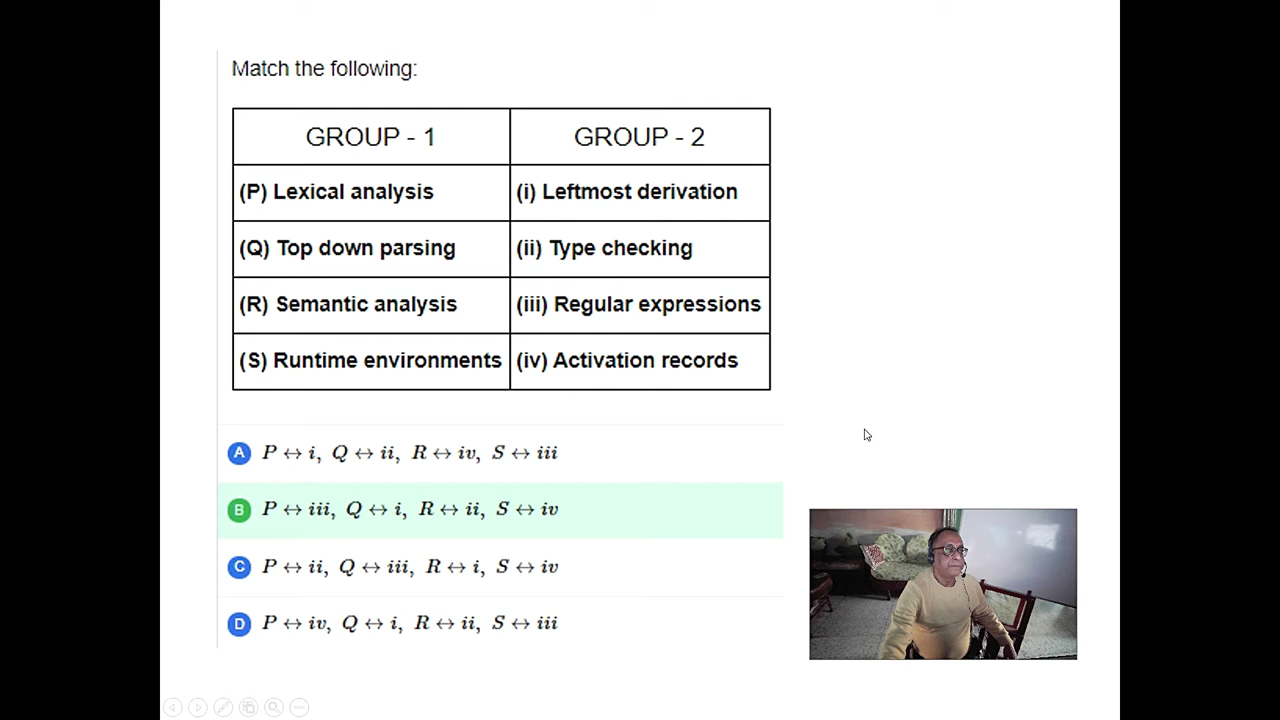 Match the following:
GROUP - 1 GROUP - 2
(P) Lexical analysis (i) Leftmost derivation
(Q) Top down parsing (ii) Type checking
(R) Semantic analysis (iii) Regular expressions
(S) Runtime environments (iv) Activation records
A P ↔ i, Q ↔ ii, R ↔ iv, S ↔ iii
B P ↔ iii, Q ↔ i, R ↔ ii, S ↔ iv
C P ↔ ii, Q ↔ iii, R ↔ i, S ↔ iv
D P ↔ iv, Q ↔ i, R ↔ ii, S ↔ iii